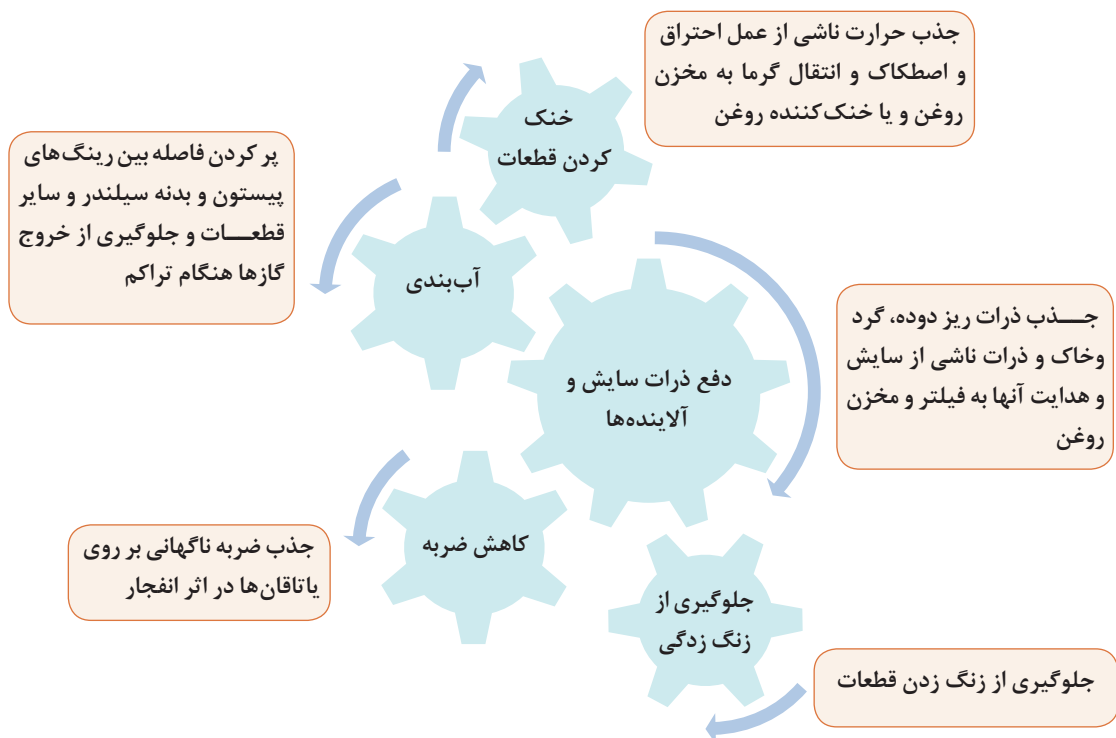 جذب حرارت ناشی از عمل احتراق
و اصطکاک و انتقال گرما به مخزن
روغن و یا خنک‌کننده روغن
خنک
کردن قطعات
پر کردن فاصله بین رینگ‌های
پیستون و بدنه سیلندر و سایر
قطعـــات و جلوگیری از خروج
گازها هنگام تراکم
آب‌بندی
جـــذب ذرات ریز دوده، گرد
وخاک و ذرات ناشی از سایش
و هدایت آنها به فیلتر و مخزن
روغن
دفع ذرات سایش و
آلاینده‌ها
کاهش ضربه
جذب ضربه ناگهانی بر روی
یاتاقان‌ها در اثر انفجار
جلوگیری از
زنگ زدگی
جلوگیری از زنگ زدن قطعات